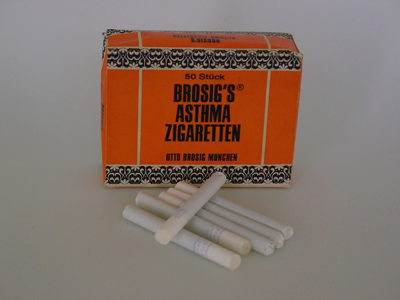 50 Stück
BROSIG'S®
ASTHMA
ZIGARETTEN
OTTO BROSIG MÜNCHEN